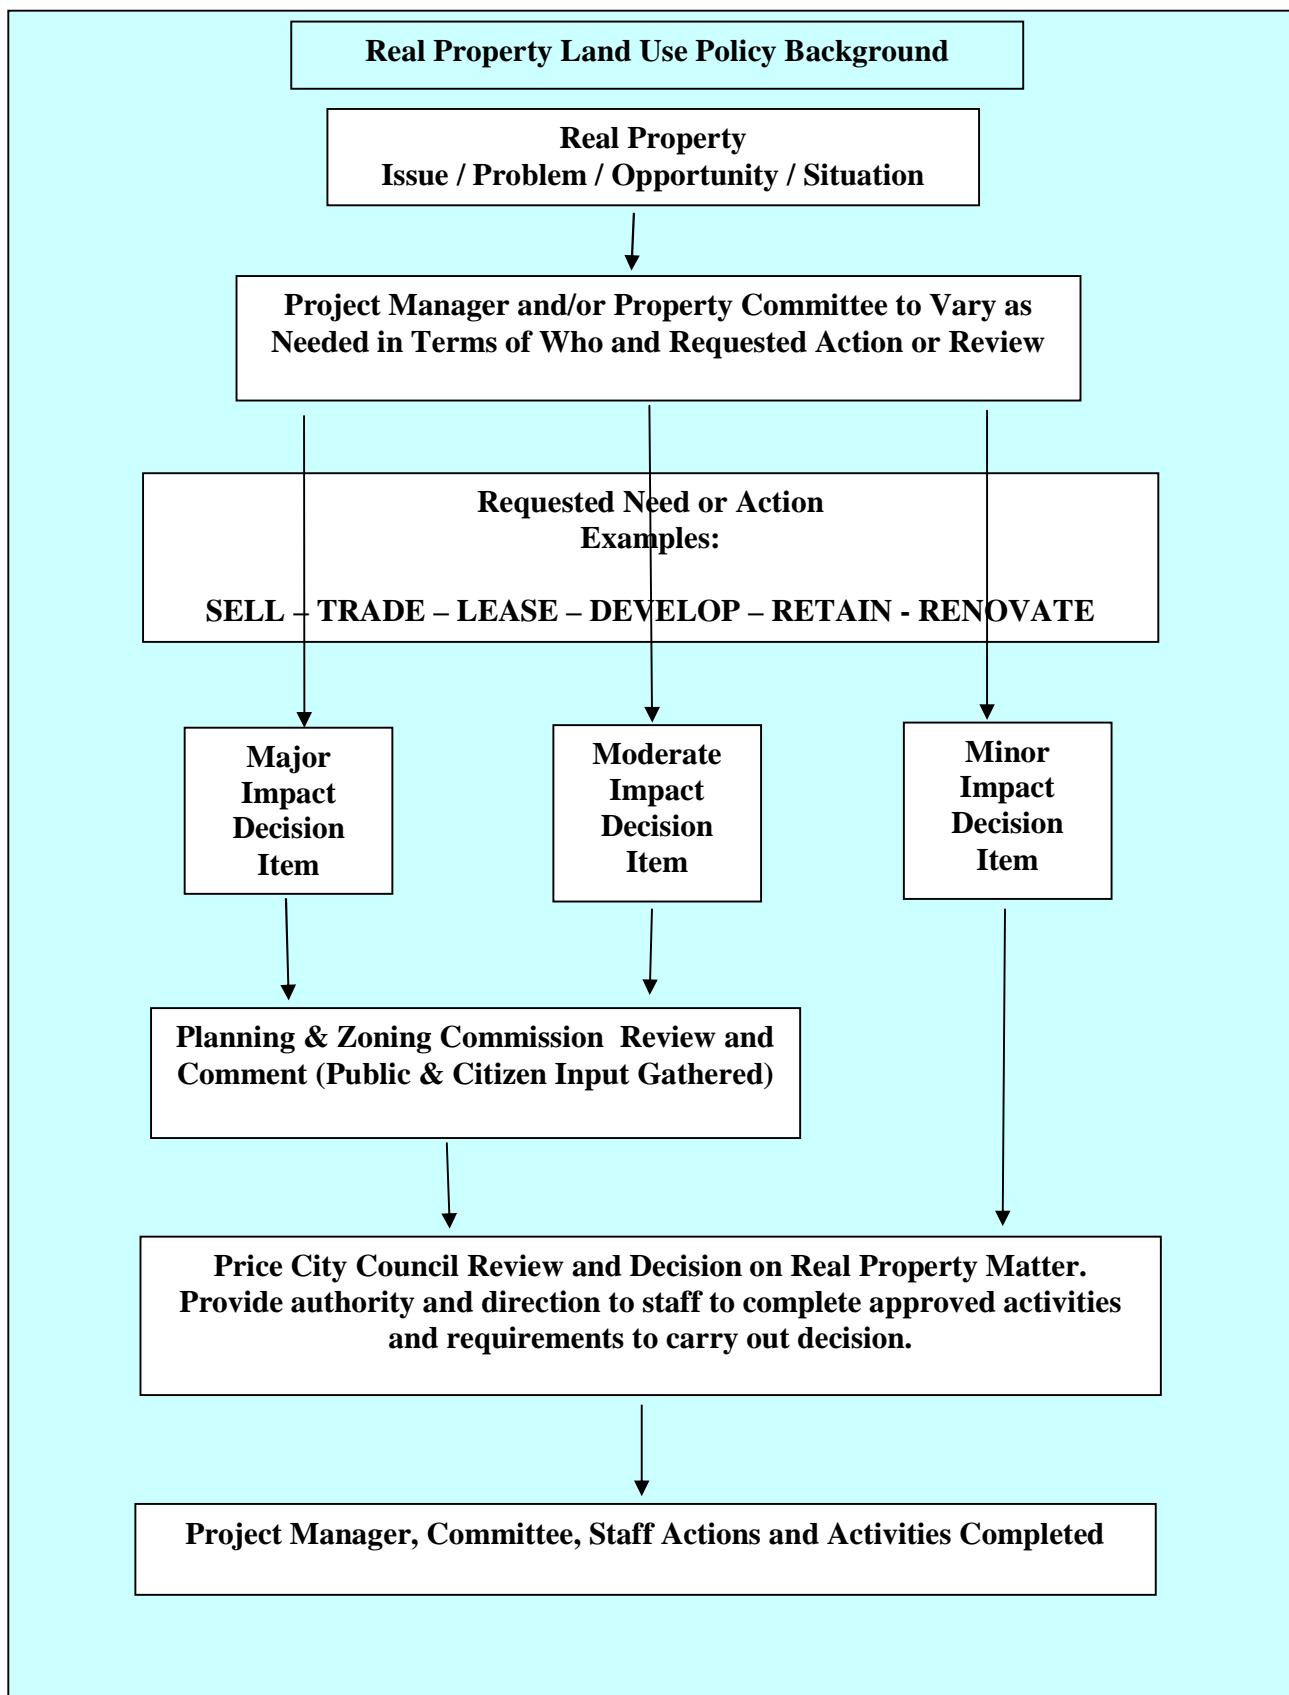 Real Property Land Use Policy Background
Real Property
Issue / Problem / Opportunity / Situation
Project Manager and/or Property Committee to Vary as
Needed in Terms of Who and Requested Action or Review
Requested Need or Action
Examples:
SELL – TRADE – LEASE – DEVELOP – RETAIN - RENOVATE
Major
Impact
Decision
Item
Moderate
Impact
Decision
Item
Minor
Impact
Decision
Item
Planning & Zoning Commission  Review and
Comment (Public & Citizen Input Gathered)
Price City Council Review and Decision on Real Property Matter.
Provide authority and direction to staff to complete approved activities
and requirements to carry out decision.
Project Manager, Committee, Staff Actions and Activities Completed